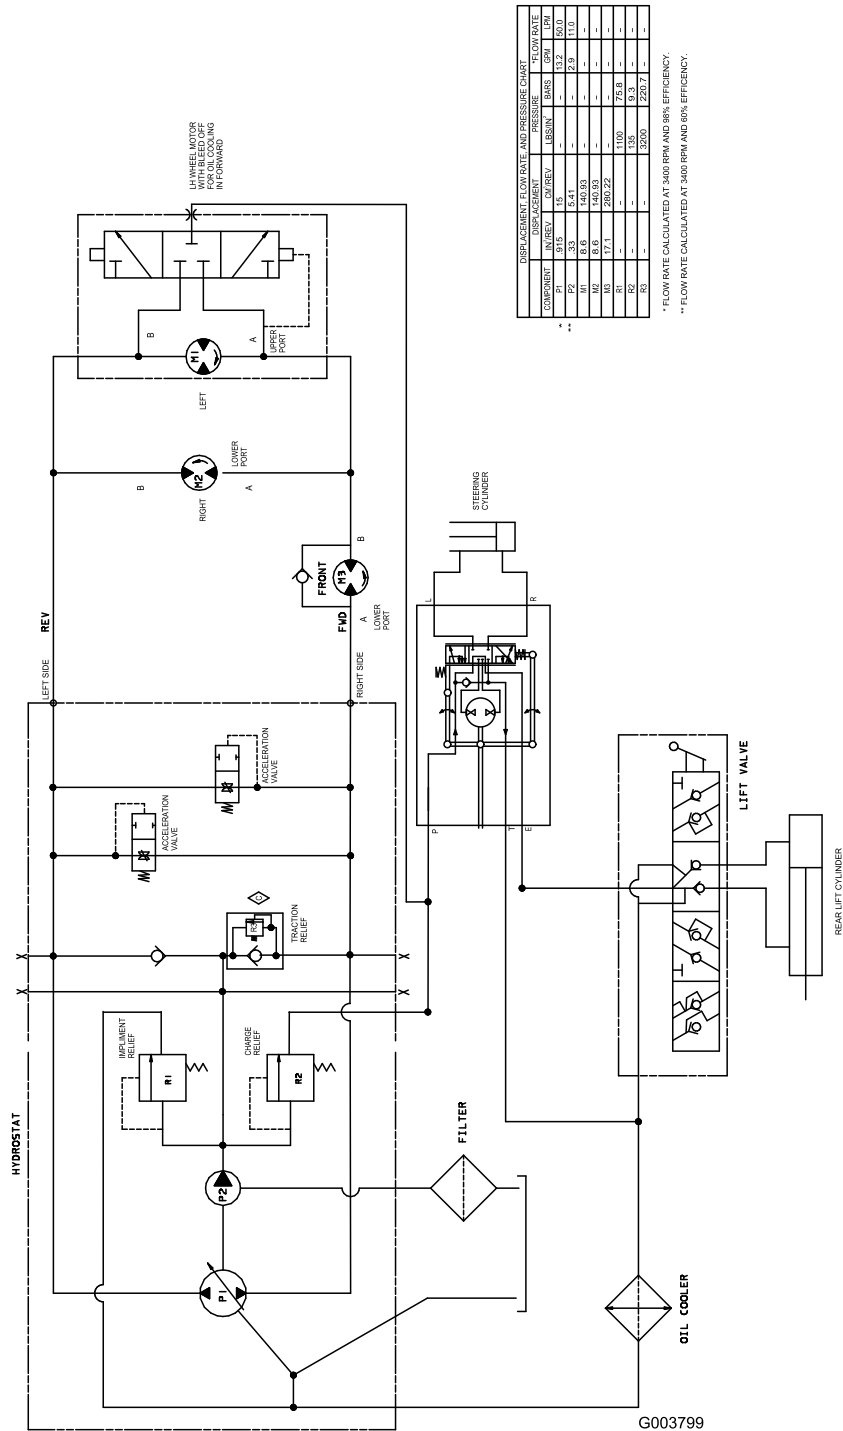 HYDROSTAT
IMPLIMENT
RELIEF
CHARGE
RELIEF
R1
R2
P1
P2
TRACTION
RELIEF
R3
C
ACCELERATION
VALVE
ACCELERATION
VALVE
LEFT SIDE
RIGHT SIDE
REV
FWD
FRONT
M3
A
LOWER
PORT
B
B
M2
RIGHT
A
LOWER
PORT
B
M1
LEFT
A
UPPER
PORT
LH WHEEL MOTOR
WITH BLEED OFF
FOR OIL COOLING
IN FORWARD
FILTER
OIL COOLER
P
T
E
L
R
STEERING
CYLINDER
LIFT VALVE
REAR LIFT CYLINDER
DISPLACEMENT, FLOW RATE, AND PRESSURE CHART
DISPLACEMENT PRESSURE *FLOW RATE
COMPONENT IN³/REV CM³/REV LBS/IN² BARS GPM LPM
* P1 .915 15 – – 13.2 50.0
** P2 .33 5.41 – – 2.9 11.0
M1 8.6 140.93 – – – –
M2 8.6 140.93 – – – –
M3 17.1 280.22 – – – –
R1 – – 1100 75.8 – –
R2 – – 135 9.3 – –
R3 – – 3200 220.7 – –
* FLOW RATE CALCULATED AT 3400 RPM AND 98% EFFICIENCY.
** FLOW RATE CALCULATED AT 3400 RPM AND 60% EFFCIENCY.
G003799